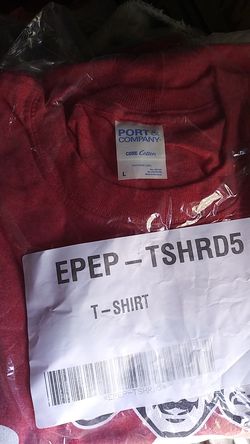 PORT &
COMPANY
CORE Cotton
L
EPEP-TSHRD5
T-SHIRT